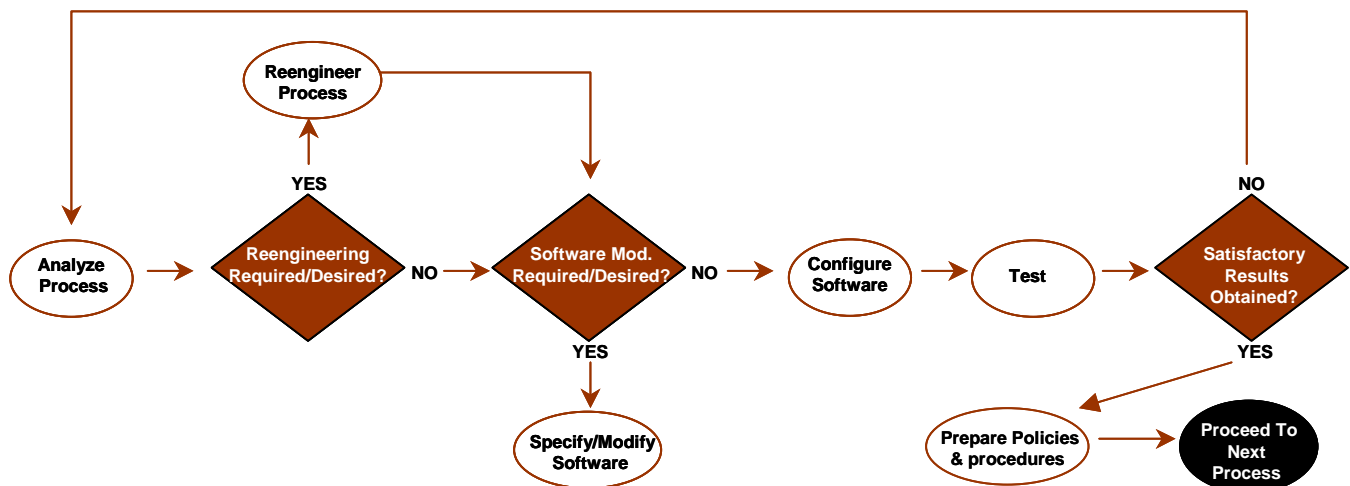 Reengineer
Process
YES
NO
Analyze
Process
Reengineering
Required/Desired?
NO
Software Mod.
Required/Desired?
NO
Configure
Software
Test
Satisfactory
Results
Obtained?
YES
YES
Specify/Modify
Software
Prepare Policies
& procedures
Proceed To
Next
Process